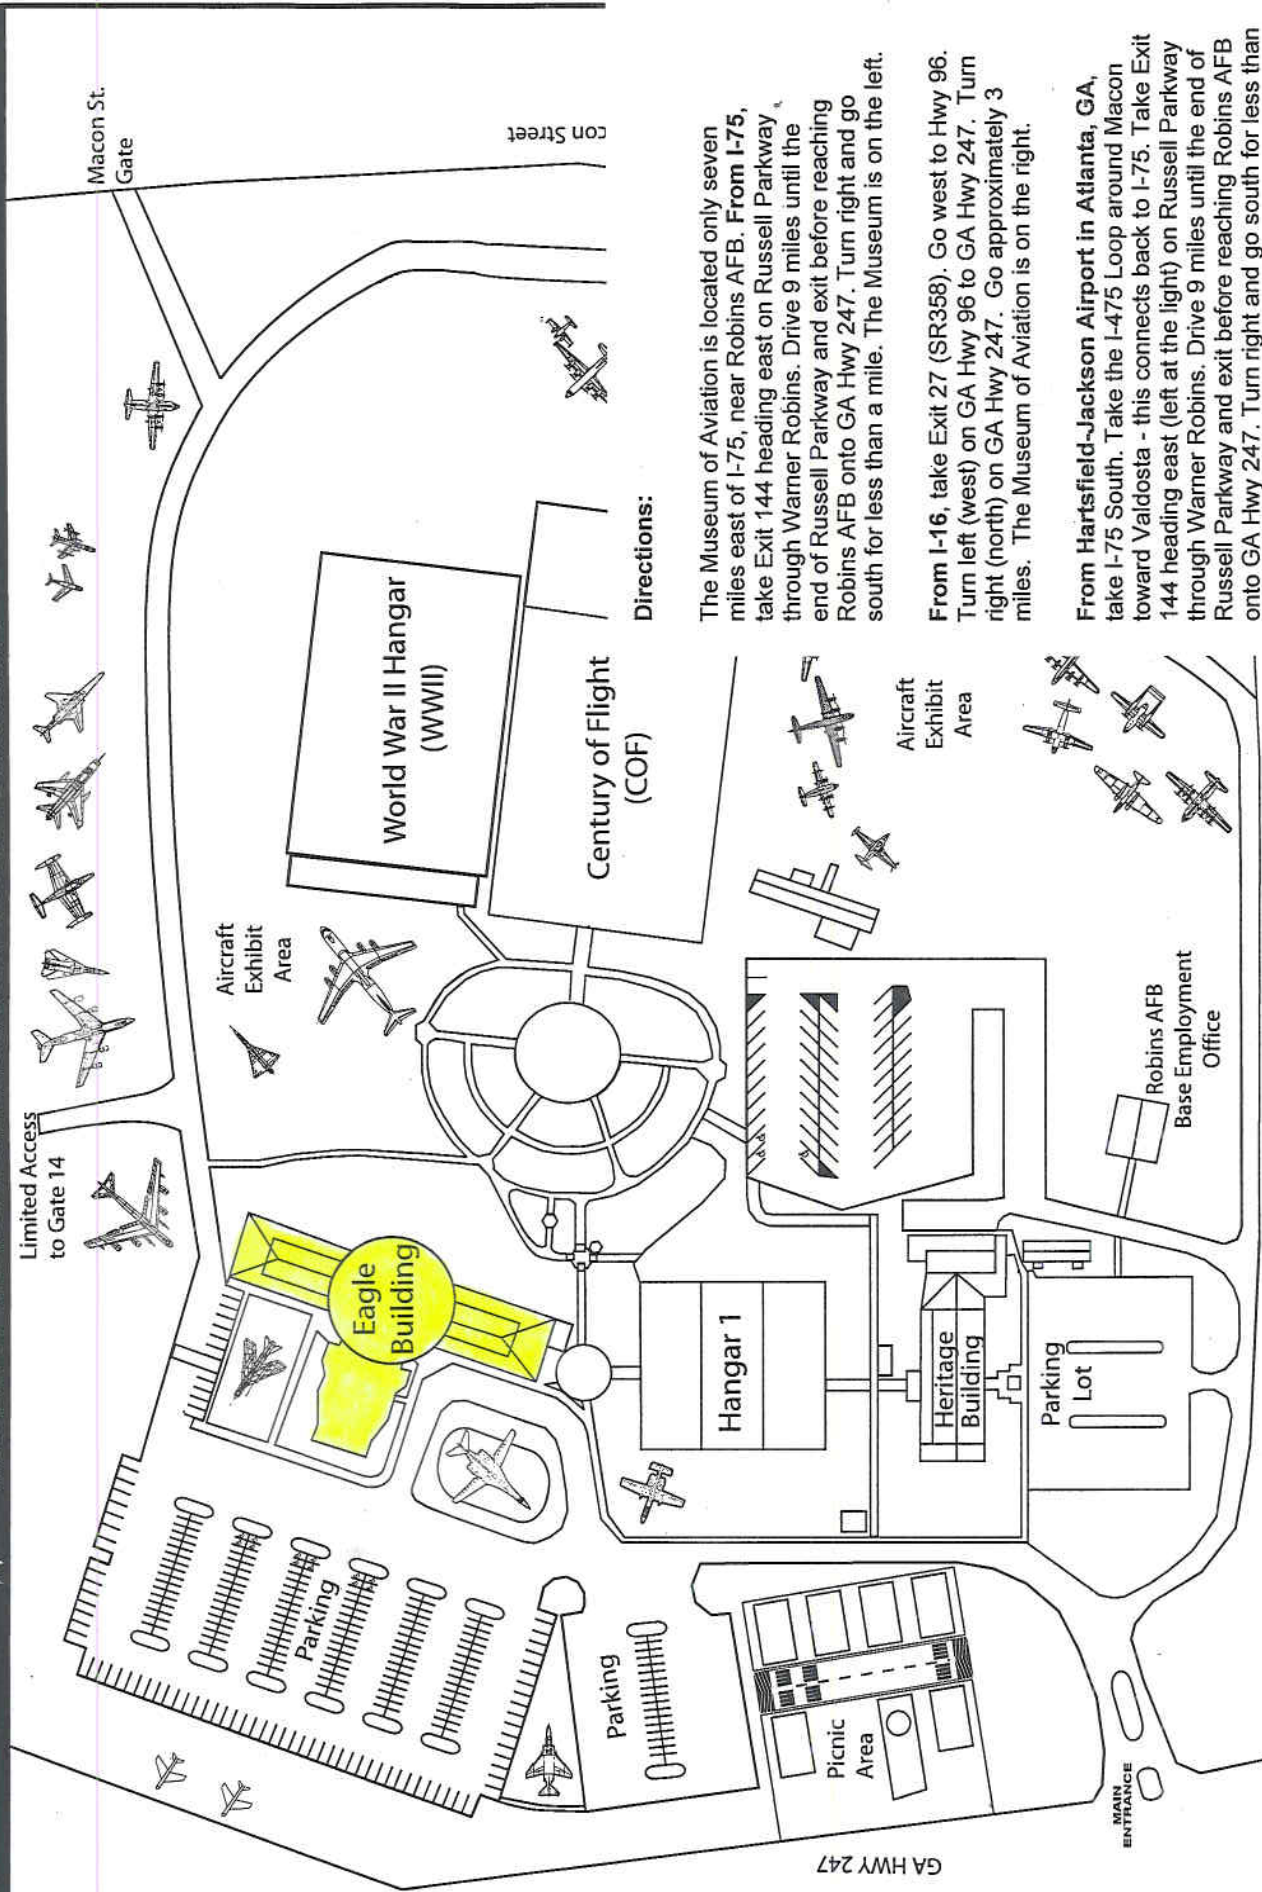 Limited Access
to Gate 14
Macon St.
Gate
con Street
Aircraft
Exhibit
Area
World War II Hangar
(WWII)
Century of Flight
(COF)
Eagle
Building
Hangar 1
Heritage
Building
Parking
Lot
Parking
Parking
Picnic
Area
Aircraft
Exhibit
Area
Robins AFB
Base Employment
Office
MAIN
ENTRANCE
GA HWY 247
Directions:
The Museum of Aviation is located only seven
miles east of I-75, near Robins AFB. From I-75,
take Exit 144 heading east on Russell Parkway
through Warner Robins. Drive 9 miles until the
end of Russell Parkway and exit before reaching
Robins AFB onto GA Hwy 247. Turn right and go
south for less than a mile. The Museum is on the left.
From I-16, take Exit 27 (SR358). Go west to Hwy 96.
Turn left (west) on GA Hwy 96 to GA Hwy 247. Turn
right (north) on GA Hwy 247. Go approximately 3
miles. The Museum of Aviation is on the right.
From Hartsfield-Jackson Airport in Atlanta, GA,
take I-75 South. Take the I-475 Loop around Macon
toward Valdosta - this connects back to I-75. Take Exit
144 heading east (left at the light) on Russell Parkway
through Warner Robins. Drive 9 miles until the end of
Russell Parkway and exit before reaching Robins AFB
onto GA Hwy 247. Turn right and go south for less than